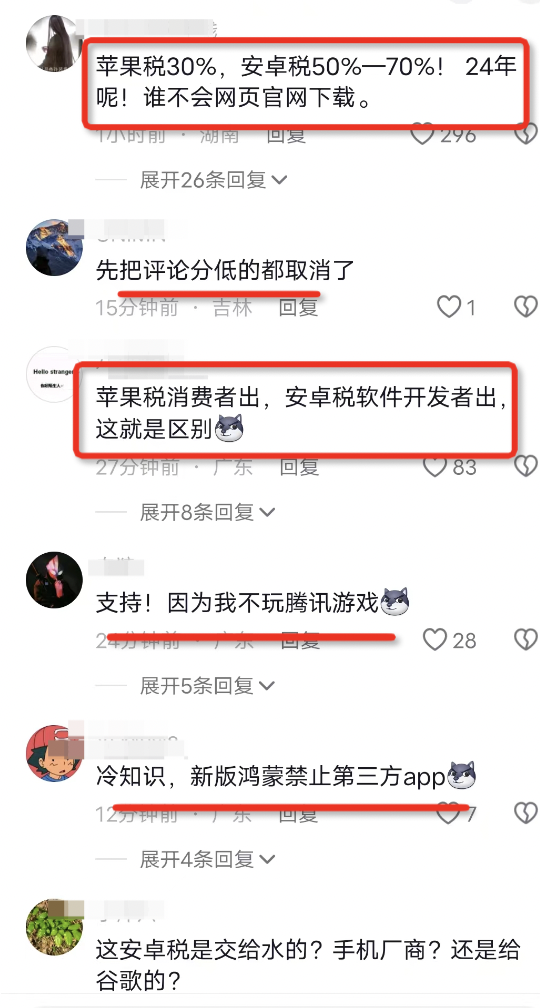 苹果税30%，安卓税50%—70%！ 24年
呢！谁不会网页官网下载。
1小时前 · 湖南 回复 296
展开26条回复
先把评论分低的都取消了
15分钟前 · 吉林 回复 1
Hello stranger
苹果税消费者出，安卓税软件开发者出，
这就是区别
27分钟前 · 广东 回复 83
展开8条回复
支持！因为我不玩腾讯游戏
24分钟前 · 广东 回复 28
展开5条回复
冷知识，新版鸿蒙禁止第三方app
12分钟前 · 广东 回复 7
展开4条回复
这安卓税是交给水的？手机厂商？还是给
谷歌的？